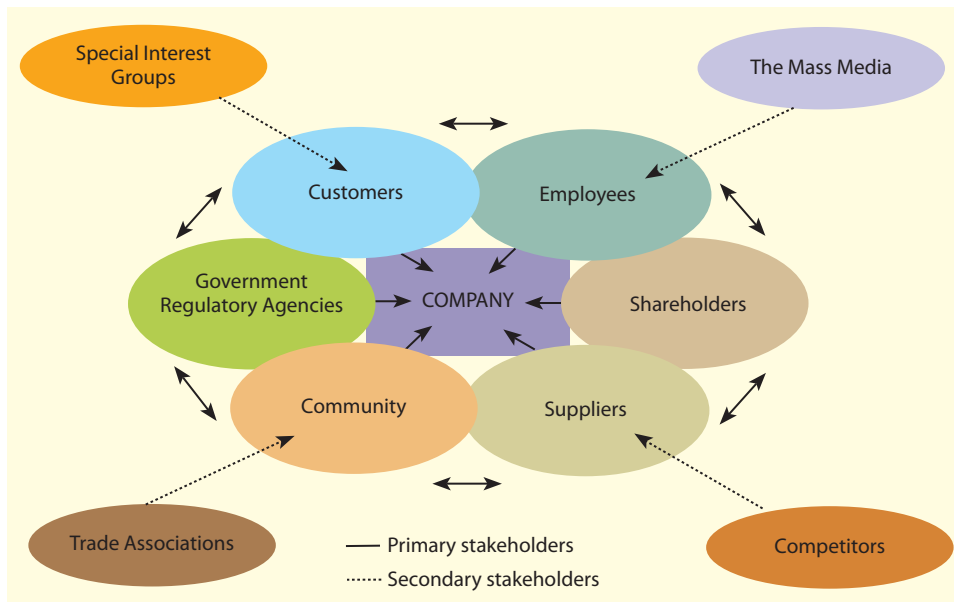 Special Interest
Groups
The Mass Media
Customers
Employees
Government
Regulatory Agencies
COMPANY
Shareholders
Community
Suppliers
Trade Associations
Primary stakeholders
Competitors
Secondary stakeholders